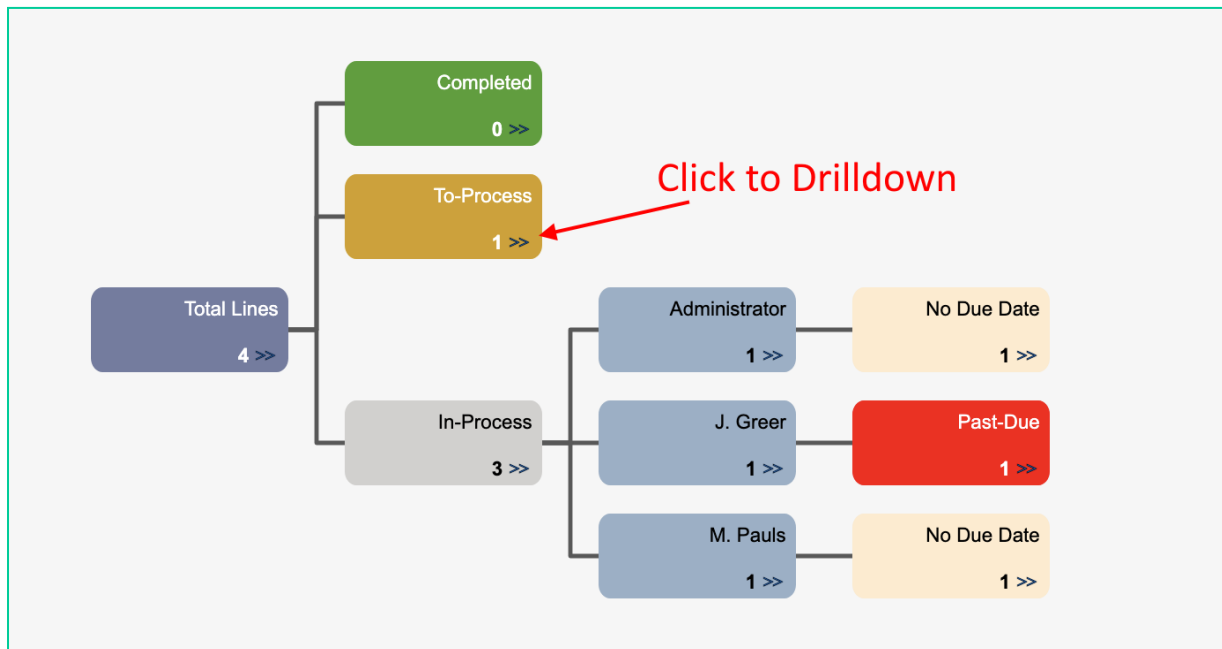 Completed
0 >>
To-Process
1 >>
Click to Drilldown
Total Lines
4 >>
In-Process
3 >>
Administrator
1 >>
No Due Date
1 >>
J. Greer
1 >>
Past-Due
1 >>
M. Pauls
1 >>
No Due Date
1 >>